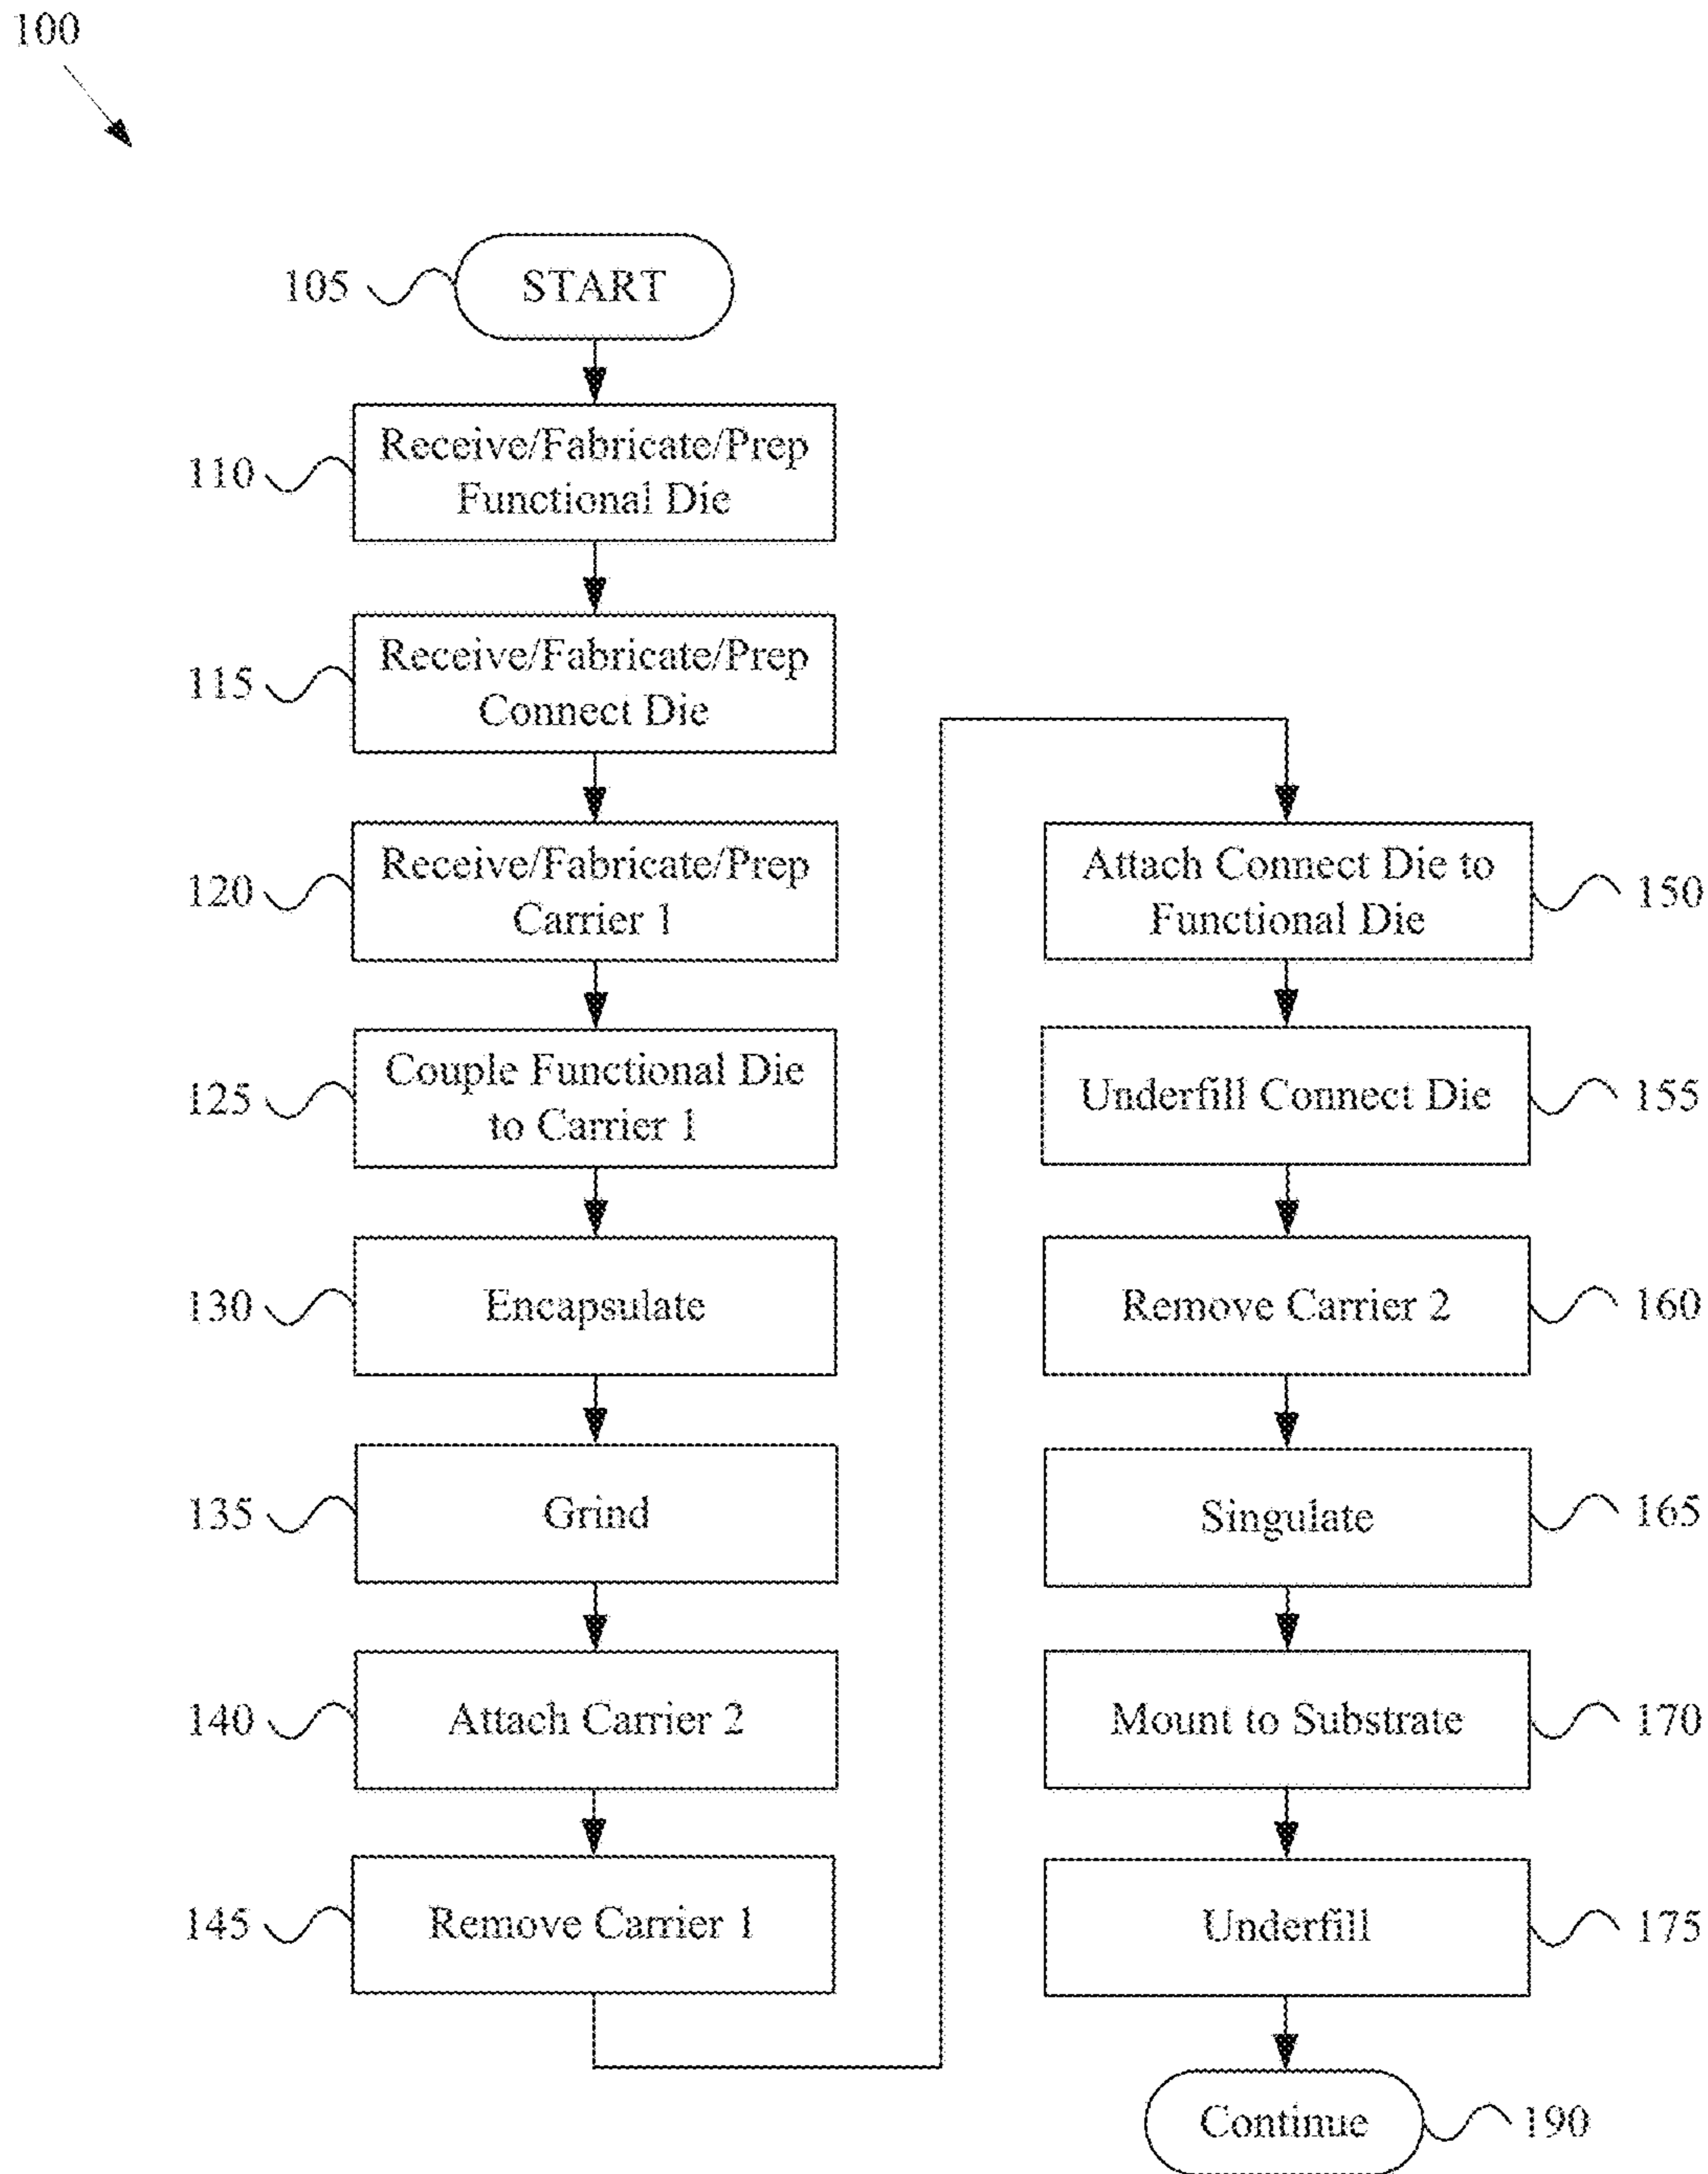 100
105
START
110
Receive/Fabricate/Prep
Functional Die
115
Receive/Fabricate/Prep
Connect Die
120
Receive/Fabricate/Prep
Carrier 1
125
Couple Functional Die
to Carrier 1
130
Encapsulate
135
Grind
140
Attach Carrier 2
145
Remove Carrier 1
Attach Connect Die to
Functional Die
150
Underfill Connect Die
155
Remove Carrier 2
160
Singulate
165
Mount to Substrate
170
Underfill
175
Continue
190